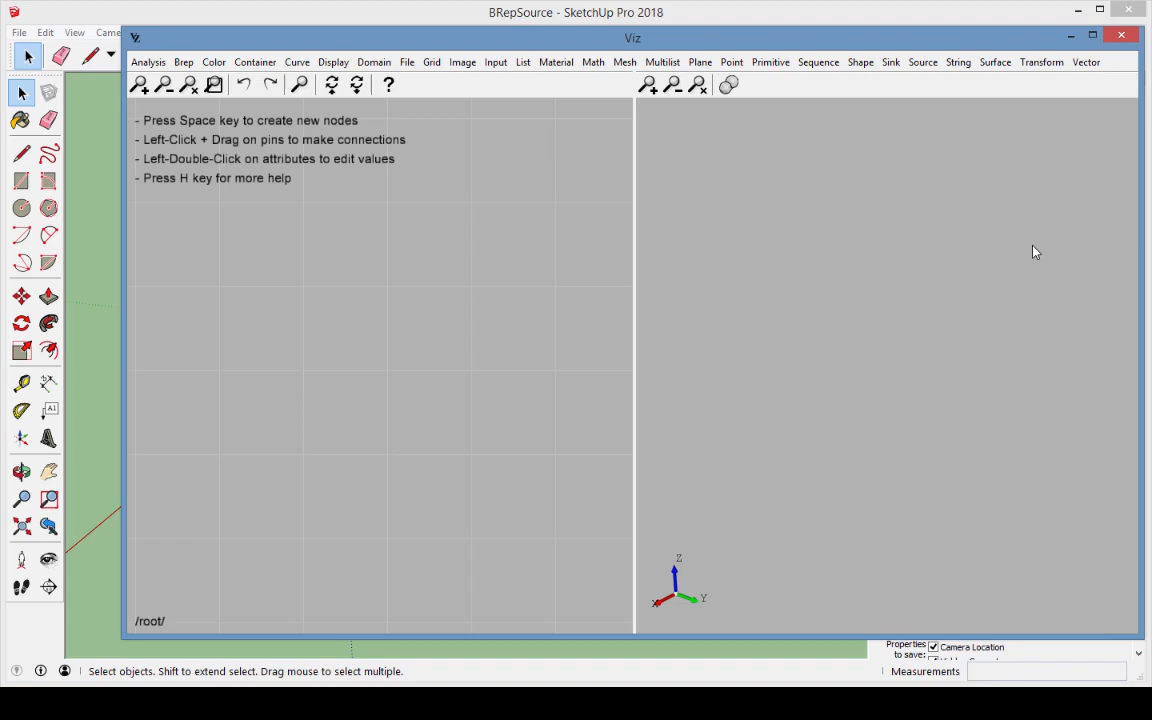 BRepSource - SketchUp Pro 2018
File Edit View Came
Viz
Analysis Brep Color Container Curve Display Domain File Grid Image Input List Material Math Mesh Multilist Plane Point Primitive Sequence Shape Sink Source String Surface Transform Vector
- Press Space key to create new nodes
- Left-Click + Drag on pins to make connections
- Left-Double-Click on attributes to edit values
- Press H key for more help
A1
Z
X Y
/root/
Properties
to save:
Camera Location
Select objects. Shift to extend select. Drag mouse to select multiple.
Measurements